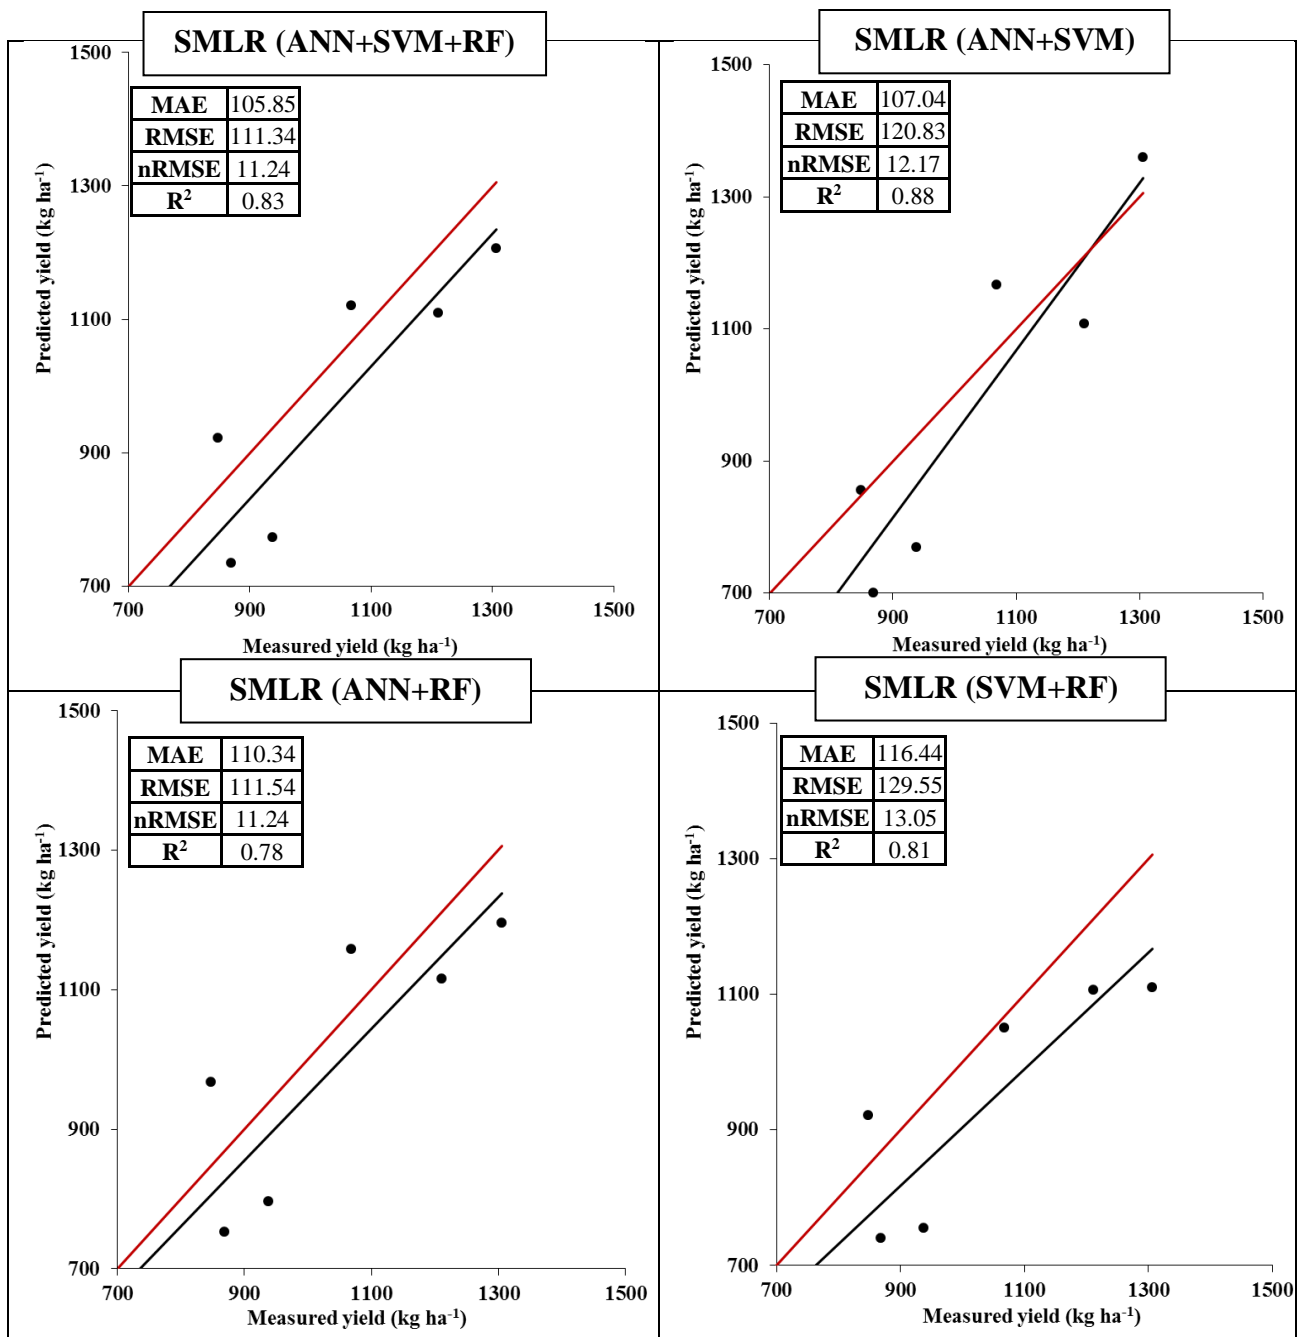 SMLR (ANN+SVM+RF)
MAE 105.85
RMSE 111.34
nRMSE 11.24
R² 0.83
Predicted yield (kg ha⁻¹)
1500
1300
1100
900
700
700 900 1100 1300 1500
Measured yield (kg ha⁻¹)
SMLR (ANN+SVM)
MAE 107.04
RMSE 120.83
nRMSE 12.17
R² 0.88
Predicted yield (kg ha⁻¹)
1500
1300
1100
900
700
700 900 1100 1300 1500
Measured yield (kg ha⁻¹)
SMLR (ANN+RF)
MAE 110.34
RMSE 111.54
nRMSE 11.24
R² 0.78
Predicted yield (kg ha⁻¹)
1500
1300
1100
900
700
700 900 1100 1300 1500
Measured yield (kg ha⁻¹)
SMLR (SVM+RF)
MAE 116.44
RMSE 129.55
nRMSE 13.05
R² 0.81
Predicted yield (kg ha⁻¹)
1500
1300
1100
900
700
700 900 1100 1300 1500
Measured yield (kg ha⁻¹)